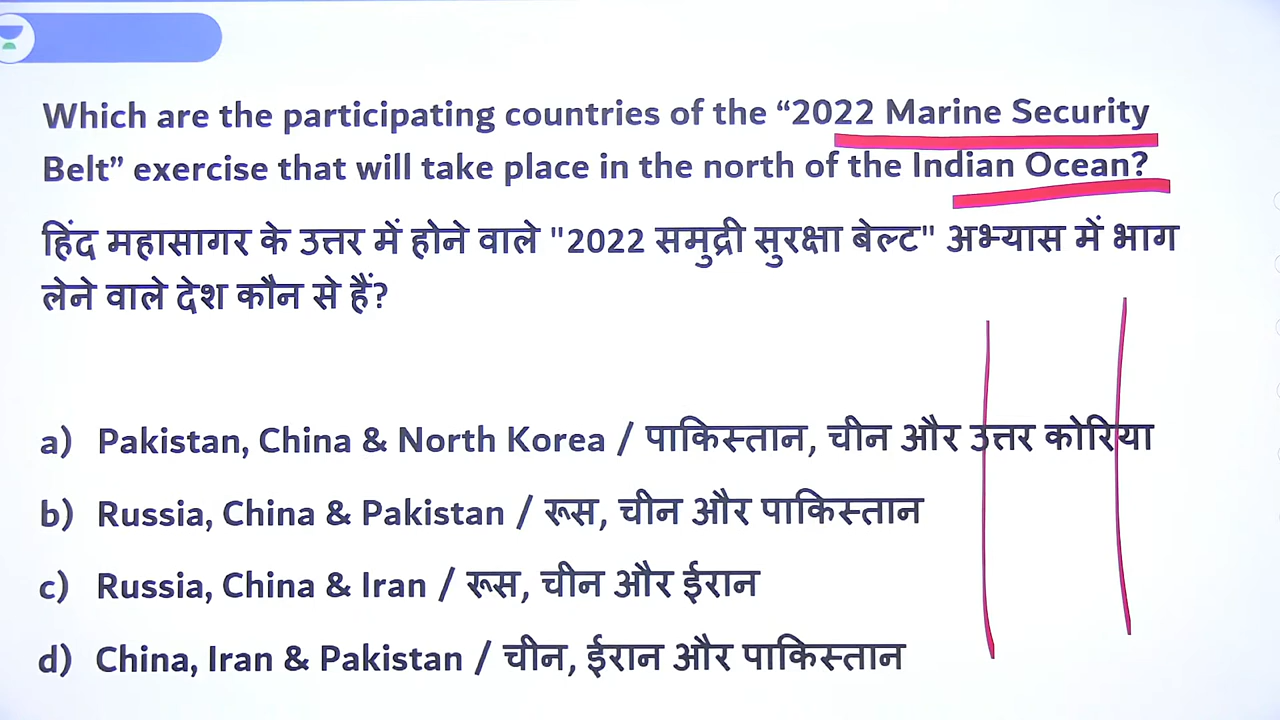 Which are the participating countries of the “2022 Marine Security
Belt” exercise that will take place in the north of the Indian Ocean?
हिंद महासागर के उत्तर में होने वाले "2022 समुद्री सुरक्षा बेल्ट" अभ्यास में भाग
लेने वाले देश कौन से हैं?
a) Pakistan, China & North Korea / पाकिस्तान, चीन और उत्तर कोरिया
b) Russia, China & Pakistan / रूस, चीन और पाकिस्तान
c) Russia, China & Iran / रूस, चीन और ईरान
d) China, Iran & Pakistan / चीन, ईरान और पाकिस्तान